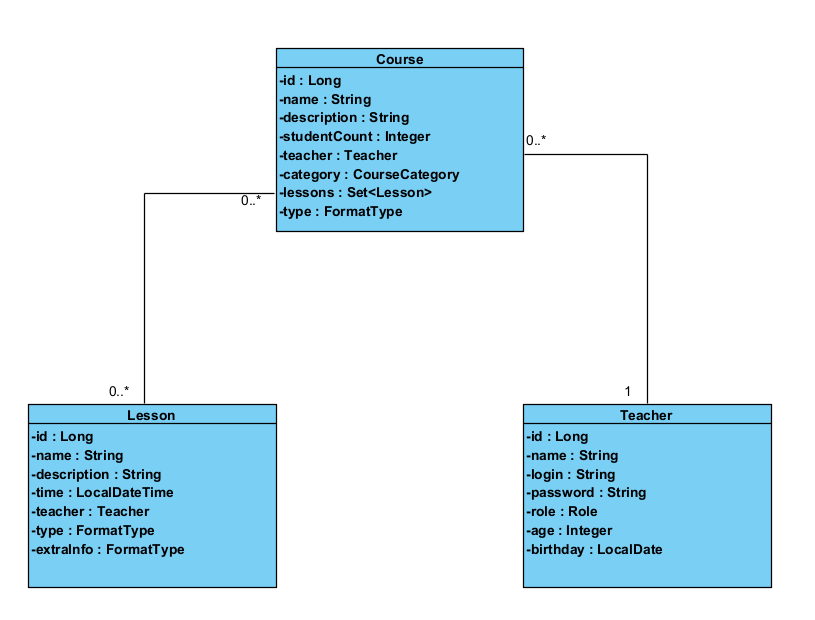 Course
-id : Long
-name : String
-description : String
-studentCount : Integer
-teacher : Teacher
-category : CourseCategory
-lessons : Set<Lesson>
-type : FormatType
0..*
0..*
0..*
1
Lesson
-id : Long
-name : String
-description : String
-time : LocalDateTime
-teacher : Teacher
-type : FormatType
-extraInfo : FormatType
Teacher
-id : Long
-name : String
-login : String
-password : String
-role : Role
-age : Integer
-birthday : LocalDate